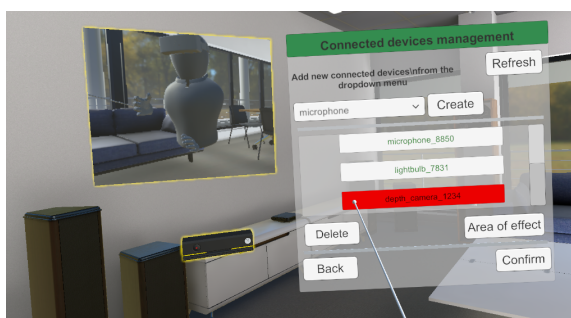 Connected devices management
Refresh
Add new connected devices\nfrom the
dropdown menu
microphone
Create
microphone_8850
lightbulb_7831
depth_camera_1234
Delete
Area of effect
Back
Confirm